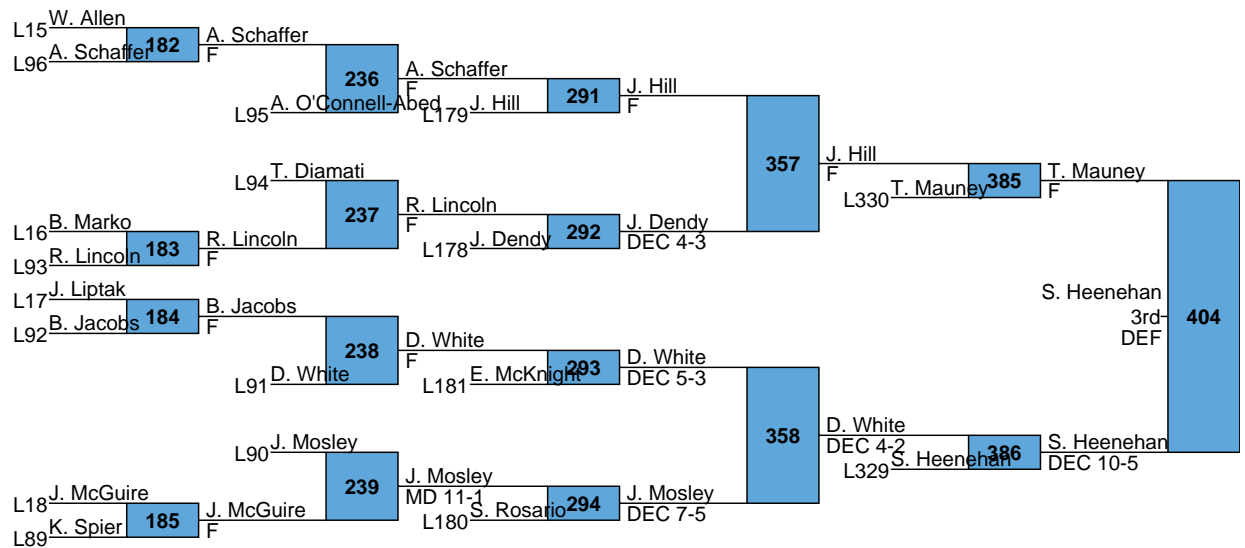 L15 W. Allen
L96 A. Schaffer
182
A. Schaffer
F
L95 A. O'Connell-Abed
236
A. Schaffer
F
L179 J. Hill
291
J. Hill
F
L94 T. Diamati
L16 B. Marko
L93 R. Lincoln
183
R. Lincoln
F
237
R. Lincoln
F
L178 J. Dendy
292
J. Dendy
DEC 4-3
357
J. Hill
F
L330 T. Mauney
385
T. Mauney
F
L17 J. Liptak
L92 B. Jacobs
184
B. Jacobs
F
L91 D. White
238
D. White
F
L181 E. McKnight
293
D. White
DEC 5-3
L90 J. Mosley
L18 J. McGuire
L89 K. Spier
185
J. McGuire
F
239
J. Mosley
MD 11-1
L180 S. Rosario
294
J. Mosley
DEC 7-5
358
D. White
DEC 4-2
L329 S. Heenehan
386
S. Heenehan
DEC 10-5
404
S. Heenehan
3rd
DEF